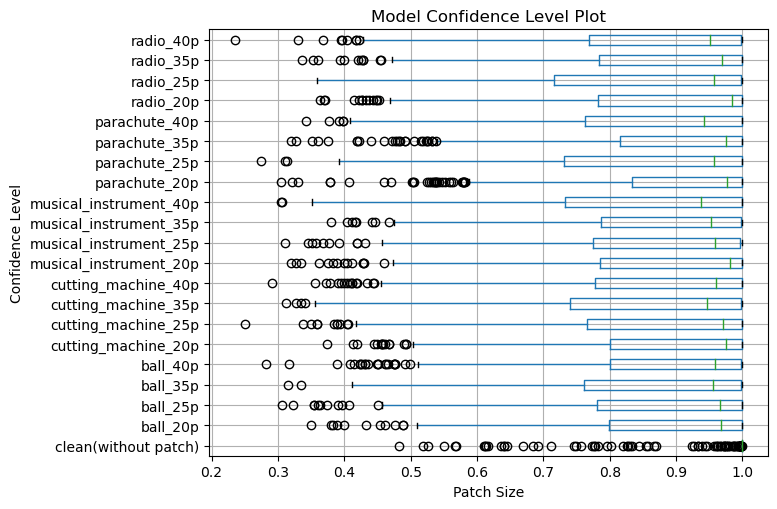 Model Confidence Level Plot
Confidence Level
radio_40p
radio_35p
radio_25p
radio_20p
parachute_40p
parachute_35p
parachute_25p
parachute_20p
musical_instrument_40p
musical_instrument_35p
musical_instrument_25p
musical_instrument_20p
cutting_machine_40p
cutting_machine_35p
cutting_machine_25p
cutting_machine_20p
ball_40p
ball_35p
ball_25p
ball_20p
clean(without patch)
0.2 0.3 0.4 0.5 0.6 0.7 0.8 0.9 1.0
Patch Size